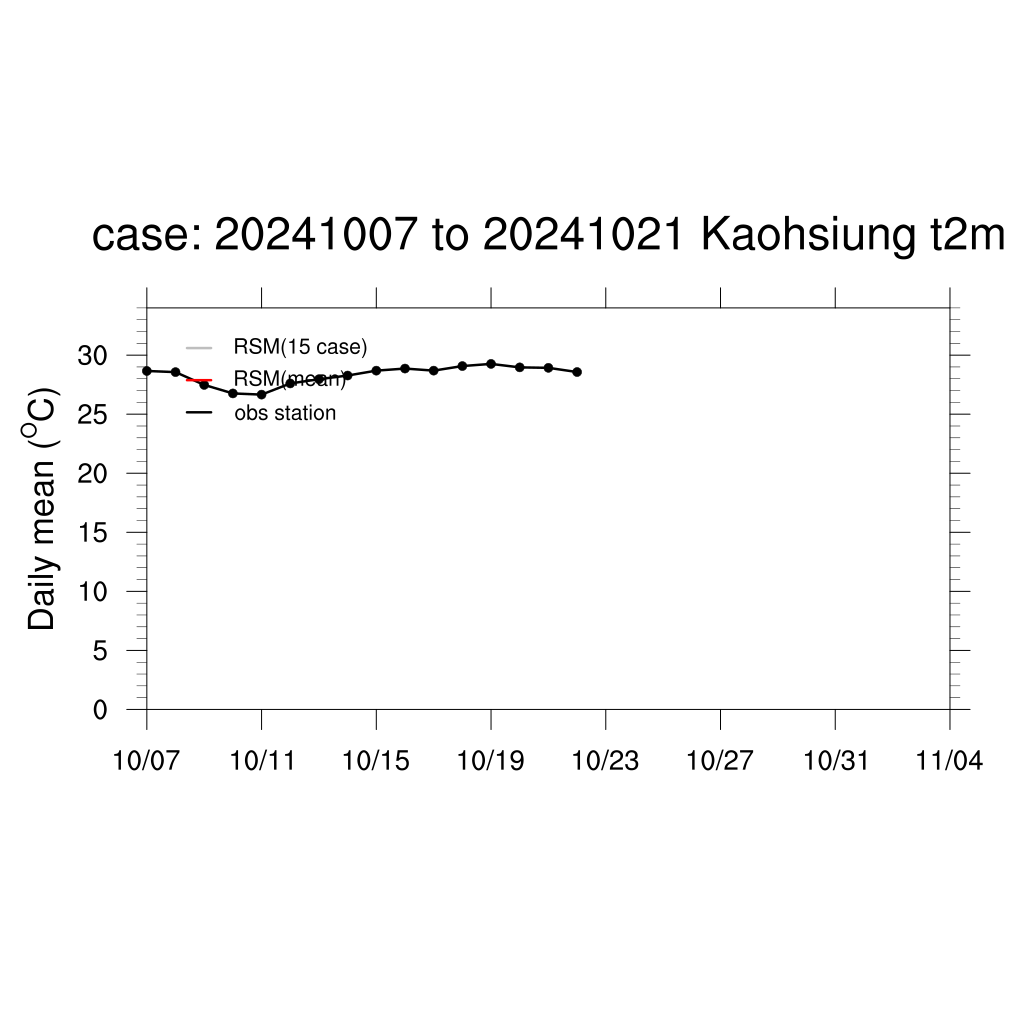 case: 20241007 to 20241021 Kaohsiung t2m
Daily mean (°C)
30
25
20
15
10
5
0
RSM(15 case)
RSM(mean)
obs station
10/07 10/11 10/15 10/19 10/23 10/27 10/31 11/04